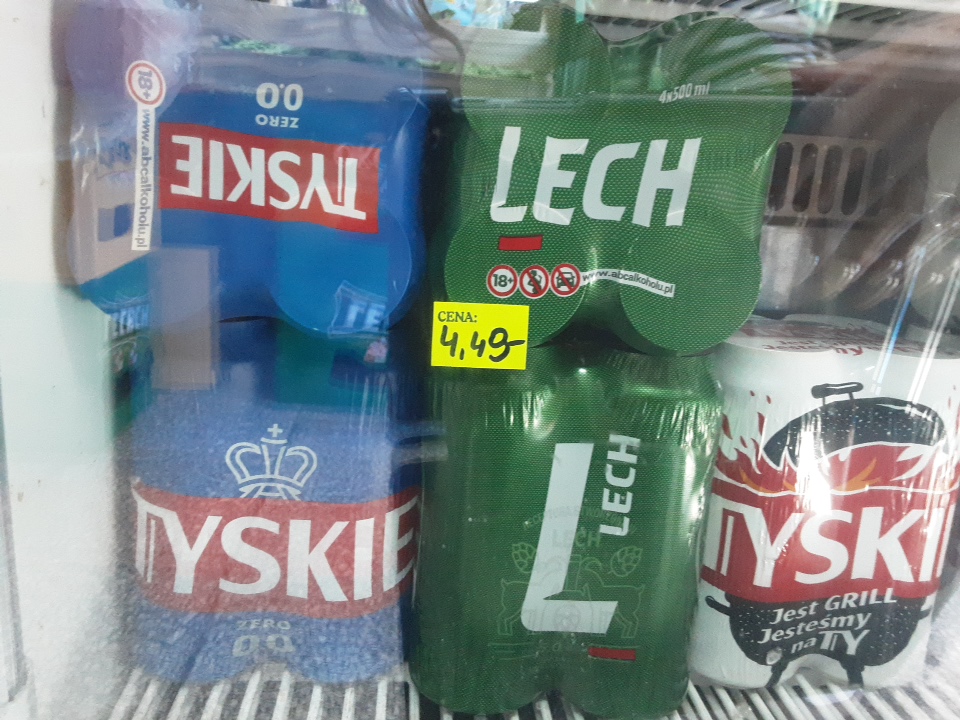 18+
www.abcalkoholu.pl
ZERO
0.0
TYSKIE
4x500 ml
LECH
18+
www.abcalkoholu.pl
CENA:
4,49-
TYSKIE
ZERO
0.0
L
LECH
LECH
TYSKI
Jest GRILL
Jesteśmy
na TY